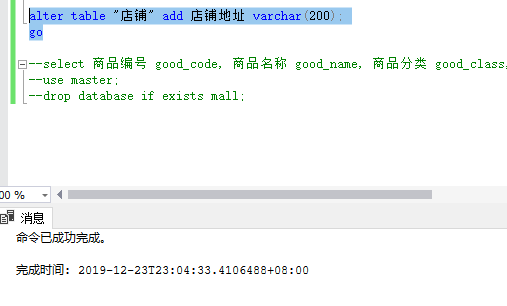 alter table "店铺" add 店铺地址 varchar(200);
go
--select 商品编号 good_code, 商品名称 good_name, 商品分类 good_class,
--use master;
--drop database if exists mall;
00 %
消息
命令已成功完成。
完成时间: 2019-12-23T23:04:33.4106488+08:00